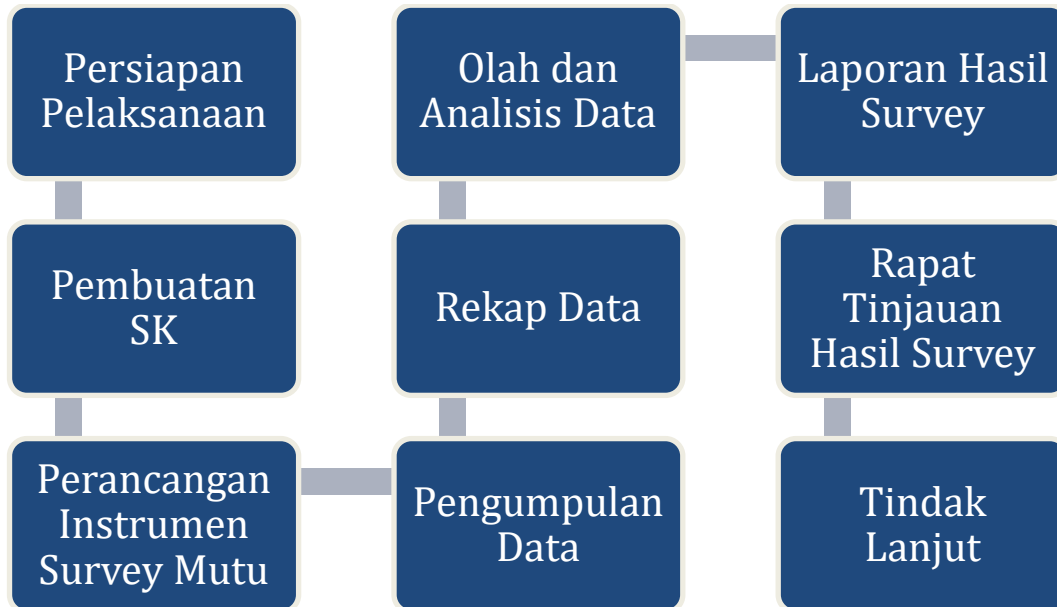 Persiapan
Pelaksanaan
Pembuatan
SK
Perancangan
Instrumen
Survey Mutu
Pengumpulan
Data
Rekap Data
Olah dan
Analisis Data
Laporan Hasil
Survey
Rapat
Tinjauan
Hasil Survey
Tindak
Lanjut